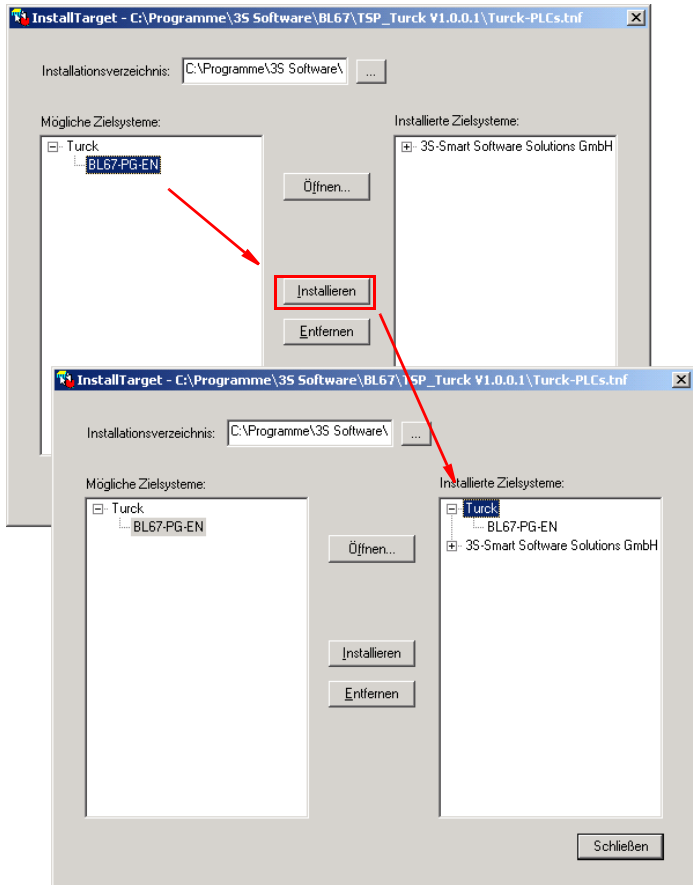 InstallTarget - C:\Programme\3S Software\BL67\TSP_Turck V1.0.0.1\Turck-PLCs.tnf
Installationsverzeichnis: C:\Programme\3S Software\ ...
Mögliche Zielsysteme:
Installierte Zielsysteme:
Turck
BL67-PG-EN
3S-Smart Software Solutions GmbH
Öffnen...
Installieren
Entfernen
InstallTarget - C:\Programme\3S Software\BL67\TSP_Turck V1.0.0.1\Turck-PLCs.tnf
Installationsverzeichnis: C:\Programme\3S Software\ ...
Mögliche Zielsysteme:
Installierte Zielsysteme:
Turck
BL67-PG-EN
Turck
BL67-PG-EN
3S-Smart Software Solutions GmbH
Öffnen...
Installieren
Entfernen
Schließen